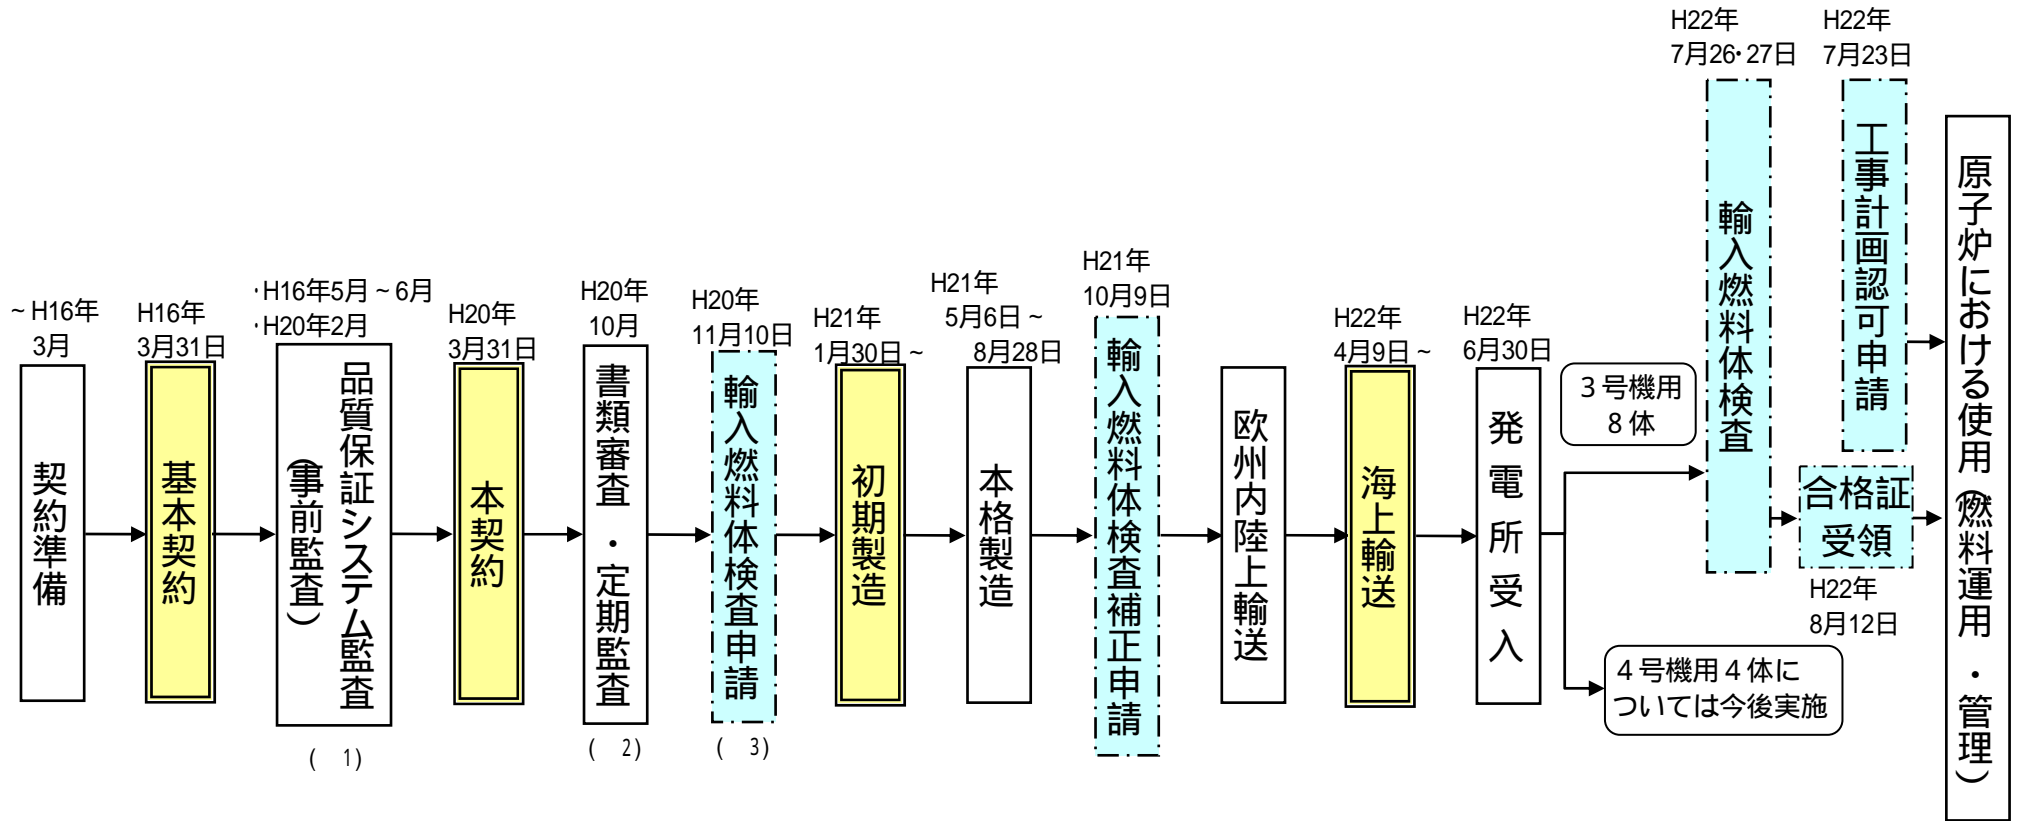 ~ H16年
3月
契約準備
H16年
3月31日
基本契約
・H16年5月 ~ 6月
・H20年2月
品質保証システム監査
(事前監査)
( 1)
H20年
3月31日
本契約
H20年
10月
書類審査・定期監査
( 2)
H20年
11月10日
輸入燃料体検査申請
( 3)
H21年
1月30日 ~
初期製造
H21年
5月6日 ~
8月28日
本格製造
H21年
10月9日
輸入燃料体検査補正申請
欧州内陸上輸送
H22年
4月9日 ~
海上輸送
H22年
6月30日
発電所受入
3号機用
8体
4号機用4体に
ついては今後実施
H22年
7月26・27日
輸入燃料体検査
H22年
7月23日
工事計画認可申請
合格証
受領
H22年
8月12日
原子炉における使用(燃料運用・管理)